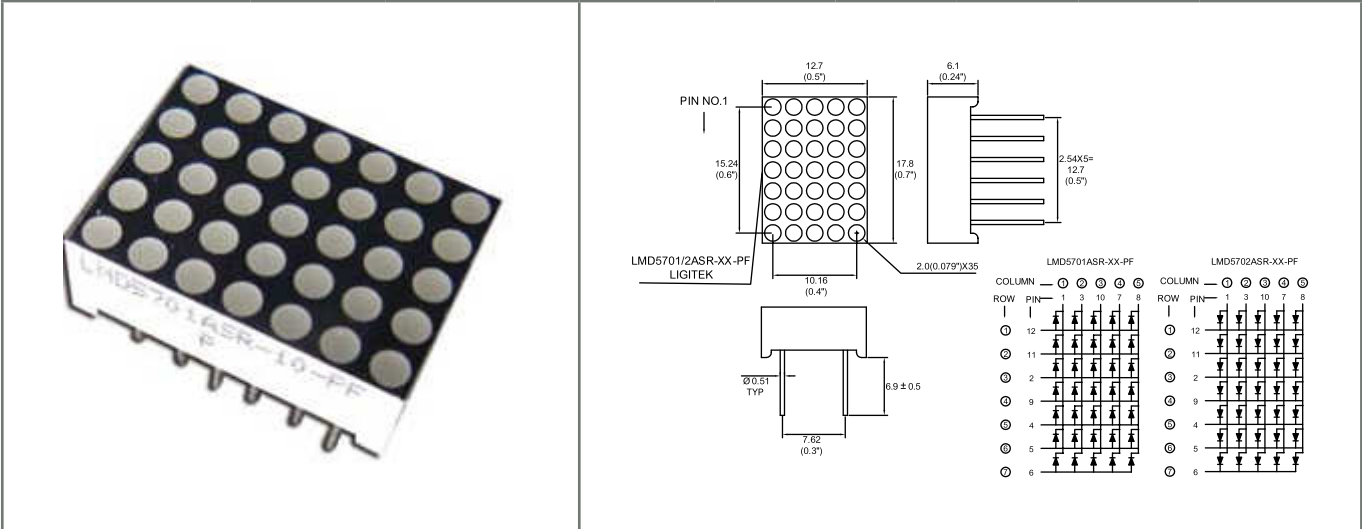 LMD5701ASR-10-PF
F
12.7
(0.5")
6.1
(0.24")
PIN NO.1
15.24
(0.6")
17.8
(0.7")
2.54X5=
12.7
(0.5")
LMD5701/2ASR-XX-PF
LIGITEK
2.0(0.079")X35
10.16
(0.4")
Ø0.51
TYP
6.9 ± 0.5
7.62
(0.3")
LMD5701ASR-XX-PF
COLUMN 1 2 3 4 5
ROW PIN 1 3 10 7 8
1 12
2 11
3 2
4 9
5 4
6 5
7 6
LMD5702ASR-XX-PF
COLUMN 1 2 3 4 5
ROW PIN 1 3 10 7 8
1 12
2 11
3 2
4 9
5 4
6 5
7 6